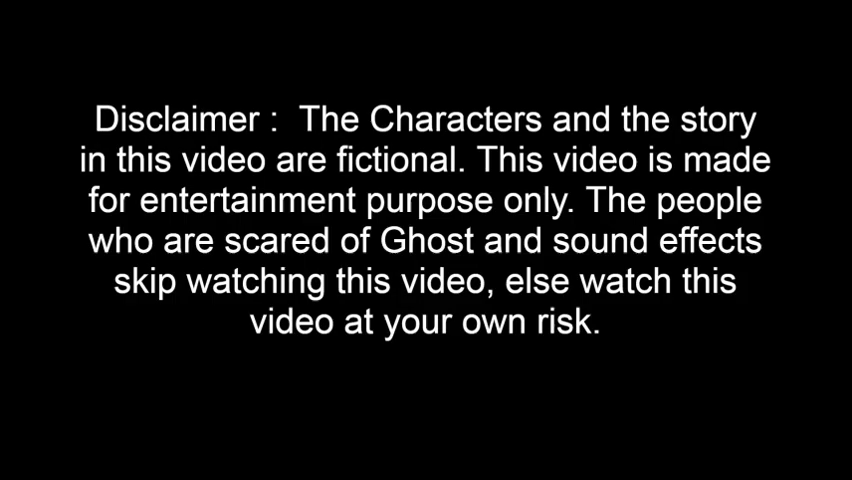 Disclaimer :  The Characters and the story
in this video are fictional. This video is made
for entertainment purpose only. The people
who are scared of Ghost and sound effects
skip watching this video, else watch this
video at your own risk.